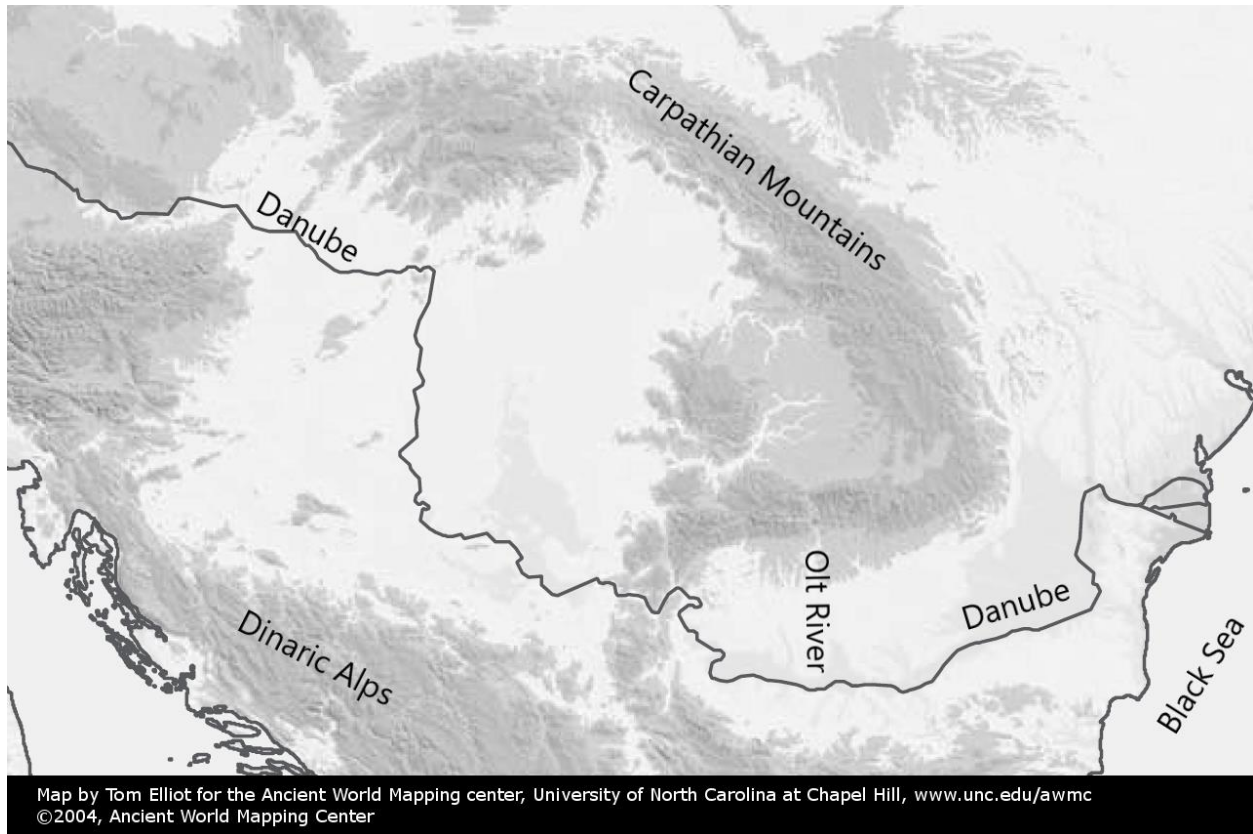 Carpathian Mountains
Danube
Olt River
Danube
Dinaric Alps
Black Sea
Map by Tom Elliot for the Ancient World Mapping center, University of North Carolina at Chapel Hill, www.unc.edu/awmc
©2004, Ancient World Mapping Center